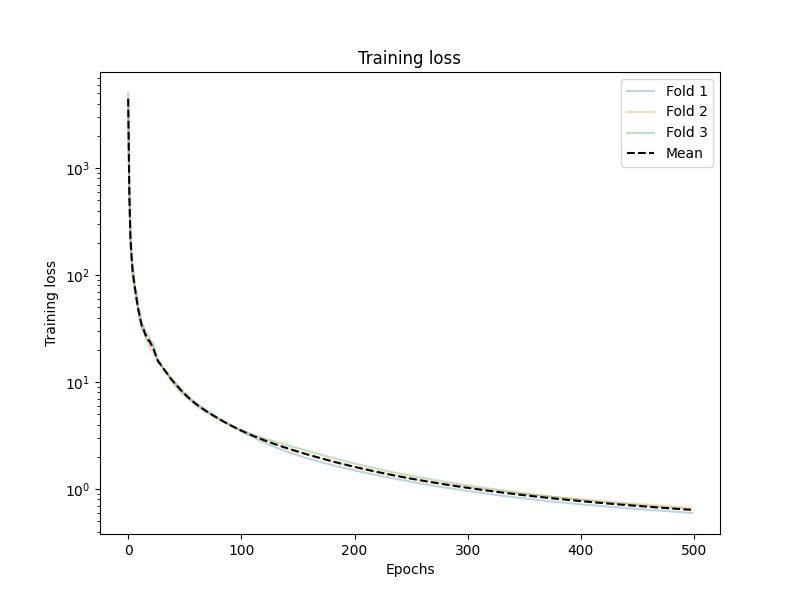 Training loss
Fold 1
Fold 2
Fold 3
Mean
Training loss
10³
10²
10¹
10⁰
0 100 200 300 400 500
Epochs